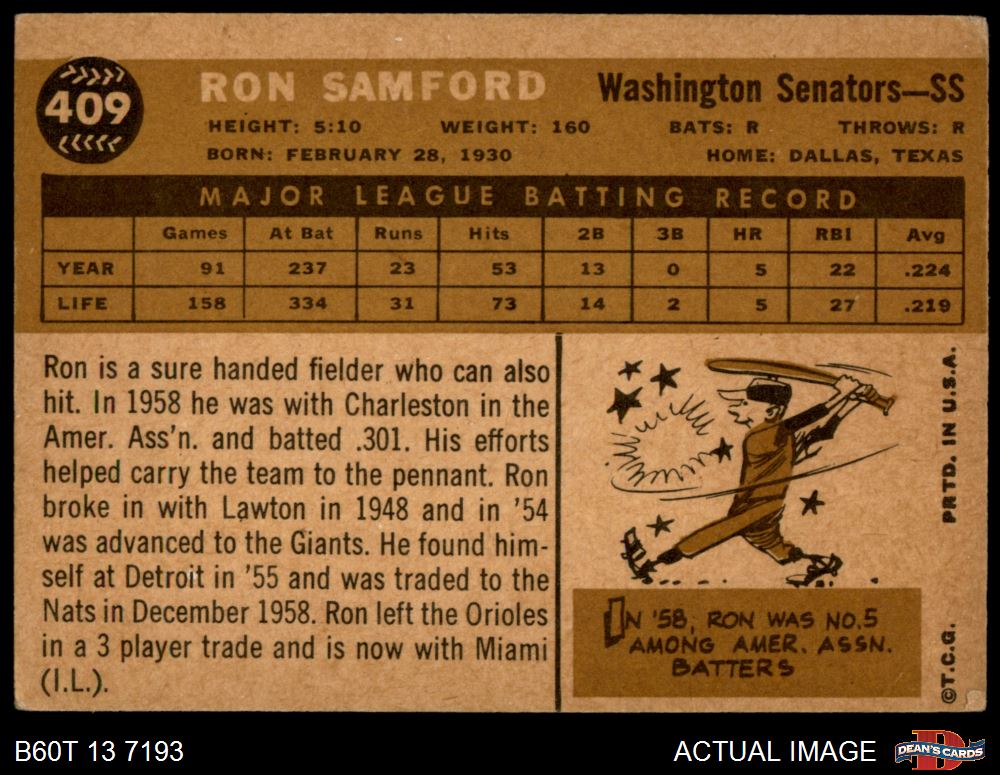 409
RON SAMFORD Washington Senators—SS
HEIGHT: 5:10 WEIGHT: 160 BATS: R THROWS: R
BORN: FEBRUARY 28, 1930 HOME: DALLAS, TEXAS
MAJOR LEAGUE BATTING RECORD
Games At Bat Runs Hits 2B 3B HR RBI Avg
YEAR 91 237 23 53 13 0 5 22 .224
LIFE 158 334 31 73 14 2 5 27 .219
Ron is a sure handed fielder who can also
hit. In 1958 he was with Charleston in the
Amer. Ass'n. and batted .301. His efforts
helped carry the team to the pennant. Ron
broke in with Lawton in 1948 and in '54
was advanced to the Giants. He found him-
self at Detroit in '55 and was traded to the
Nats in December 1958. Ron left the Orioles
in a 3 player trade and is now with Miami
(I.L.).
IN '58, RON WAS NO.5
AMONG AMER. ASSN.
BATTERS
©T.C.G. PRTD. IN U.S.A.
B60T 13 7193 ACTUAL IMAGE
DEAN'S CARDS